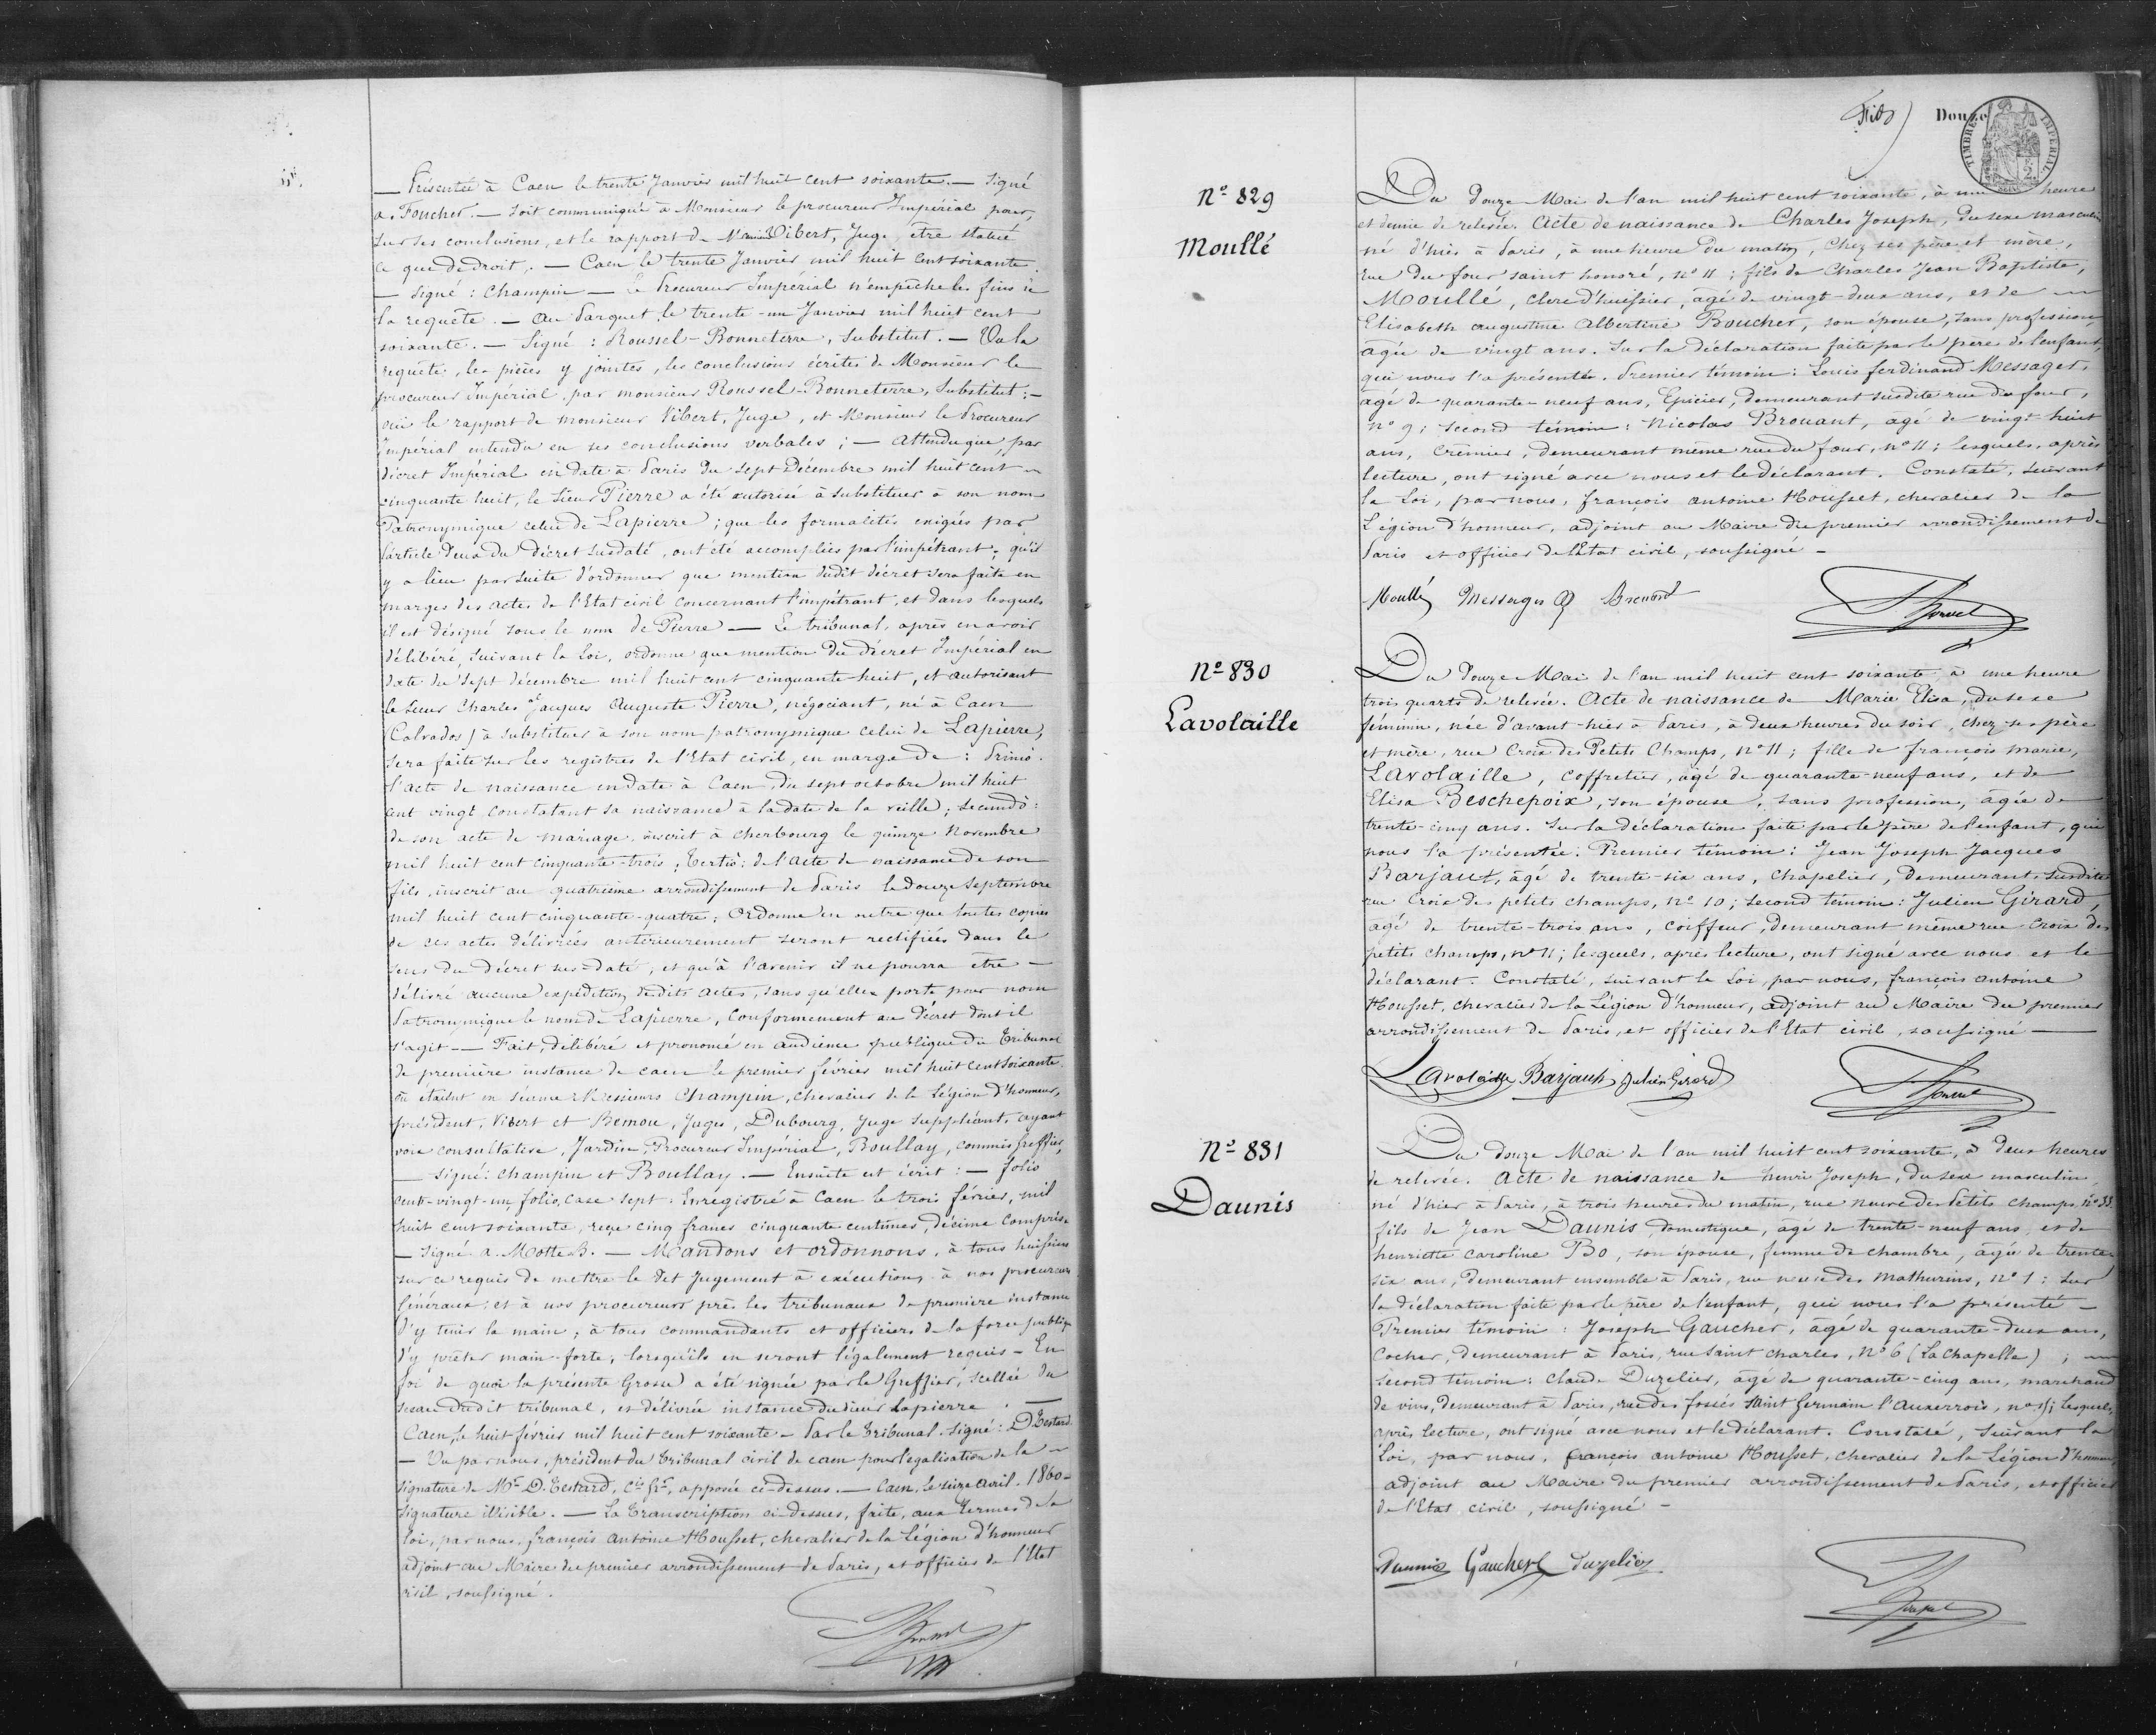 — Présentée à Caen le trente Janvier mil huit cent soixante. — Signé
a. Foucher. — Soit communiqué à Monsieur le procureur Impérial pour,
sur ses conclusions, et le rapport de Monsieur Vibert, Juge, être statué
ce que de droit. — Caen le trente Janvier mil huit cent soixante.
— Signé : Champin — Le Procureur Impérial n'empêche les fins de
la requête. — Au Parquet le trente-un Janvier mil huit cent
soixante. — Signé : Roussel-Bonneterre, Substitut. — Vu la
requête, les pièces y jointes, les conclusions écrites de Monsieur le
procureur Impérial, par monsieur Roussel-Bonneterre, Substitut ; —
oui le rapport de monsieur Vibert, Juge, et Monsieur le Procureur
Impérial entendu en ses conclusions verbales ; — Attendu que, par
décret Impérial en date à Paris du sept Décembre mil huit cent
cinquante huit, le Sieur Pierre a été autorisé à substituer à son nom
Patronymique celui de Lapierre ; que les formalités exigées par
l'article deux du décret susdaté, ont été accomplies par l'impétrant ; qu'il
y a lieu par suite d'ordonner que mention dudit décret sera faite en
marge des actes de l'Etat civil concernant l'impétrant, et dans lesquels
il est désigné sous le nom de Pierre — Le tribunal, après en avoir
délibéré, suivant la Loi, ordonne que mention du décret Impérial en
date du sept décembre mil huit cent cinquante-huit, et autorisant
le Sieur Charles Jacques Auguste Pierre, négociant, né à Caen
(Calvados) à substituer à son nom patronymique celui de Lapierre,
sera faite sur les registres de l'Etat civil, en marge de : Primò :
l'acte de naissance en date à Caen, du sept octobre mil huit
cent vingt constatant sa naissance à la date de la veille ; Secundò :
de son acte de mariage inscrit à Cherbourg le quinze Novembre
mil huit cent cinquante-trois ; Tertiò : de l'acte de naissance de son
fils, inscrit au quatrième arrondissement de Paris le douze Septembre
mil huit cent cinquante-quatre ; Ordonne en outre que toutes copies
de ces actes délivrées antérieurement seront rectifiées dans le
sens du décret sus-daté, et qu'à l'avenir il ne pourra être —
délivré aucune expédition desdits actes, sans qu'elle porte pour nom
Patronymique le nom de Lapierre, Conformément au décret dont il
s'agit — Fait, délibéré et prononcé en audience publique du Tribunal
de première instance de Caen le premier février mil huit cent soixante
où étaient en séance Messieurs Champin, chevalier de la Légion d'honneur,
président, Vibert et Bemou, Juges, Dubourg, Juge Suppléant, ayant
voix consultative, Jardin, Procureur Impérial, Boullay, commis greffier,
— Signé : Champin et Boullay. — Ensuite est écrit : — folio
cent-vingt-un, folio, case sept : Enregistré à Caen le trois février, mil
huit cent soixante, reçu cinq francs cinquante centimes, décime compris.
— Signé a. Motte B. — Mandons et ordonnons, à tous huissiers
sur ce requis de mettre le dit Jugement à exécution, à nos procureurs
Généraux ; et à nos procureurs près les tribunaux de première instance
d'y tenir la main ; à tous commandants et officiers de la force publique
d'y prêter main-forte, lorsqu'ils en seront légalement requis — En
foi de quoi la présente Grosse a été signée par le Greffier, scellée du
sceau dudit tribunal, et délivrée instance du sieur Lapierre.
Caen, le huit février mil huit cent soixante — Par le tribunal. Signé : D. Testard.
— Vu par nous, président du tribunal civil de Caen pour légalisation de la
signature de Mr D. Testard, Cis Gr, apposée ci-dessus. — Caen, le seize avril 1860 —
signature illisible. — La transcription ci-dessus, faite, aux termes de la
loi, par nous, françois antoine Housset, chevalier de la Légion d'honneur
adjoint au Maire du premier arrondissement de Paris, et officier de l'Etat
civil, soussigné.
Douze
TIMBRE IMPERIAL
No 829
Moullé
Du douze Mai de l'an mil huit cent soixante, à une heure
et demie de relevée. Acte de naissance de Charles Joseph, du sexe masculin
né d'hier à Paris, à une heure du matin, chez ses père et mère,
rue du four saint honoré, no 11 ; fils de Charles Jean Baptiste,
Moullé, clerc d'huissier, âgé de vingt-deux ans, et de
Elisabeth augustine Albertine Boucher, son épouse, sans profession,
âgée de vingt ans. Sur la déclaration faite par le père de l'enfant,
qui nous l'a présenté. Premier témoin : Louis ferdinand Messager,
âgé de quarante-neuf ans, Epicier, demeurant susdite rue du four,
no 9 ; second témoin : Nicolas Brouant, âgé de vingt-huit
ans, crémier, demeurant même rue du four, no 11 ; lesquels, après
lecture, ont signé avec nous et le déclarant. Constaté, suivant
la Loi, par nous, françois antoine Housset, chevalier de la
Légion d'honneur, adjoint au Maire du premier arrondissement de
Paris et officier de l'Etat civil, soussigné —
Moullé Messager Brouant
No 830
Lavolaille
Du douze Mai de l'an mil huit cent soixante, à une heure
trois quarts de relevée. Acte de naissance de Marie Elisa, du sexe
féminin, née d'avant-hier à Paris, à deux heures du soir, chez ses père
et mère, rue Croix des Petits Champs, no 11 ; fille de françois marie,
Lavolaille, coffretier, âgé de quarante-neuf ans, et de
Elisa Beschepoix, son épouse, sans profession, âgée de
trente-cinq ans. Sur la déclaration faite par le père de l'enfant, qui
nous l'a présentée. Premier témoin : Jean Joseph Jacques
Barjaut, âgé de trente-six ans, chapelier, demeurant susdite
rue Croix des petits champs, no 10 ; second témoin : Julien Girard,
âgé de trente-trois ans, coiffeur, demeurant même rue Croix des
petits champs, no 11 ; lesquels, après lecture, ont signé avec nous et le
déclarant. Constaté, suivant la Loi, par nous, françois antoine
Housset, chevalier de la Légion d'honneur, adjoint au Maire du premier
arrondissement de Paris, et officier de l'Etat civil, soussigné —
Lavolaille Barjaut Julien Girard
No 831
Daunis
Du douze Mai de l'an mil huit cent soixante, à deux heures
de relevée. Acte de naissance de henri Joseph, du sexe masculin,
né d'hier à Paris, à trois heures du matin, rue neuve des Petits Champs, no 33.
fils de Jean Daunis, domestique, âgé de trente-neuf ans, et de
henriette Caroline Bo, son épouse, femme de chambre, âgée de trente-
six ans, demeurant ensemble à Paris, rue neuve des Mathurins, no 1 : Sur
la déclaration faite par le père de l'enfant, qui nous l'a présenté —
Premier témoin : Joseph Gaucher, âgé de quarante-deux ans,
Cocher, demeurant à Paris, rue Saint Charles, No 6 (La Chapelle) ;
second témoin : Claude Duzelier, âgé de quarante-cinq ans, marchand
de vins, demeurant à Paris, rue des fossés Saint Germain l'Auxerrois, lesquels,
après lecture, ont signé avec nous et le déclarant. Constaté, suivant la
Loi, par nous, françois antoine Housset, chevalier de la Légion d'honneur,
adjoint au Maire du premier arrondissement de Paris, et officier
de l'Etat civil, soussigné —
Daunis Gaucher Duzelier